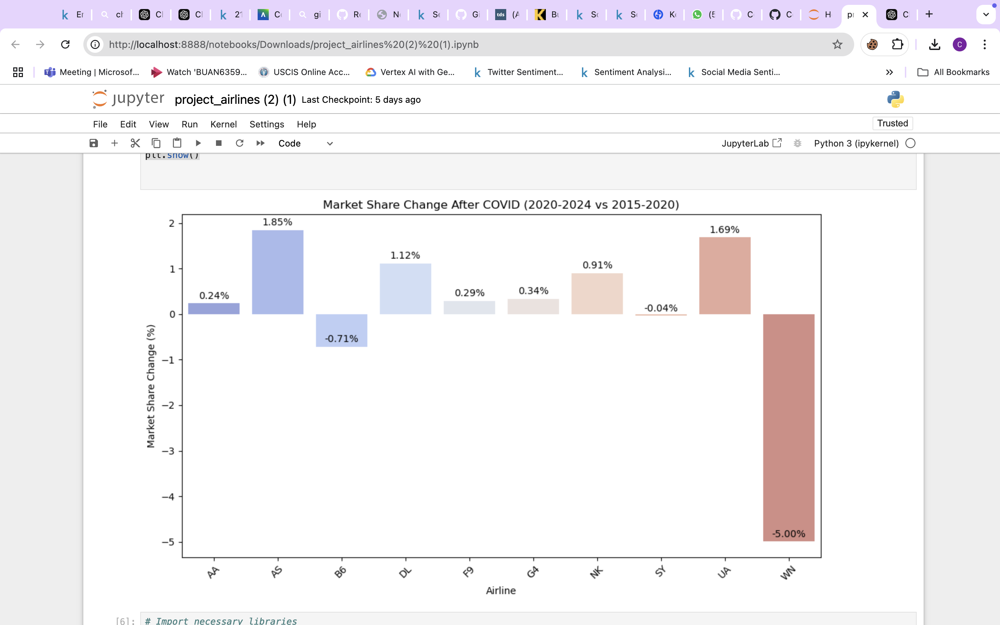 Er ch Cl Cl 21 Co gi Re Ne Se Gi tds (A Bu So Se Ke (5 C C H pr C
http://localhost:8888/notebooks/Downloads/project_airlines%20(2)%20(1).ipynb C
Meeting | Microsof... Watch 'BUAN6359... USCIS Online Acc... Vertex AI with Ge... Twitter Sentiment... Sentiment Analysi... Social Media Senti... » All Bookmarks
jupyter project_airlines (2) (1) Last Checkpoint: 5 days ago
File Edit View Run Kernel Settings Help Trusted
Code JupyterLab Python 3 (ipykernel)
plt.show()
Market Share Change After COVID (2020-2024 vs 2015-2020)
2
1
0
−1
−2
−3
−4
−5
Market Share Change (%)
0.24%
1.85%
-0.71%
1.12%
0.29%
0.34%
0.91%
-0.04%
1.69%
-5.00%
AA AS B6 DL F9 G4 NK SY UA WN
Airline
[6]: # Import necessary libraries